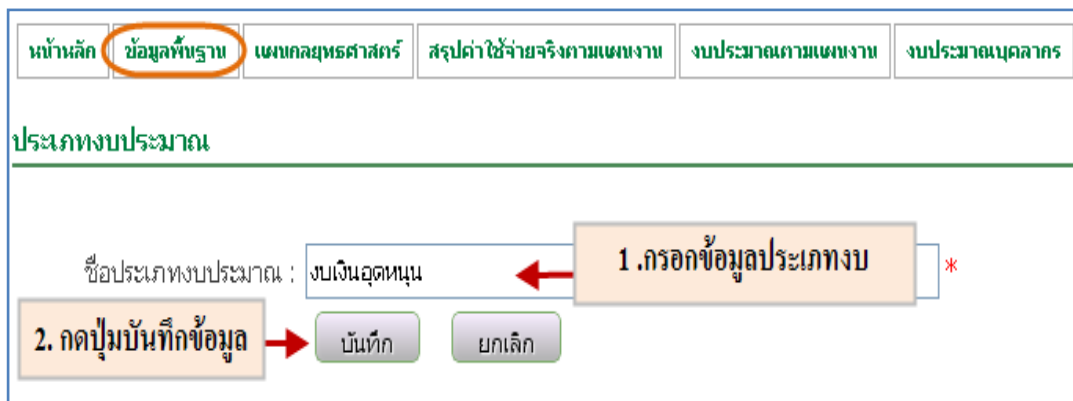 หน้าหลัก ข้อมูลพื้นฐาน แผนกลยุทธศาสตร์ สรุปค่าใช้จ่ายจริงตามแผนงาน งบประมาณตามแผนงาน งบประมาณบุคลากร
ประเภทงบประมาณ
ชื่อประเภทงบประมาณ : งบเงินอุดหนุน 1 .กรอกข้อมูลประเภทงบ *
2. กดปุ่มบันทึกข้อมูล บันทึก ยกเลิก